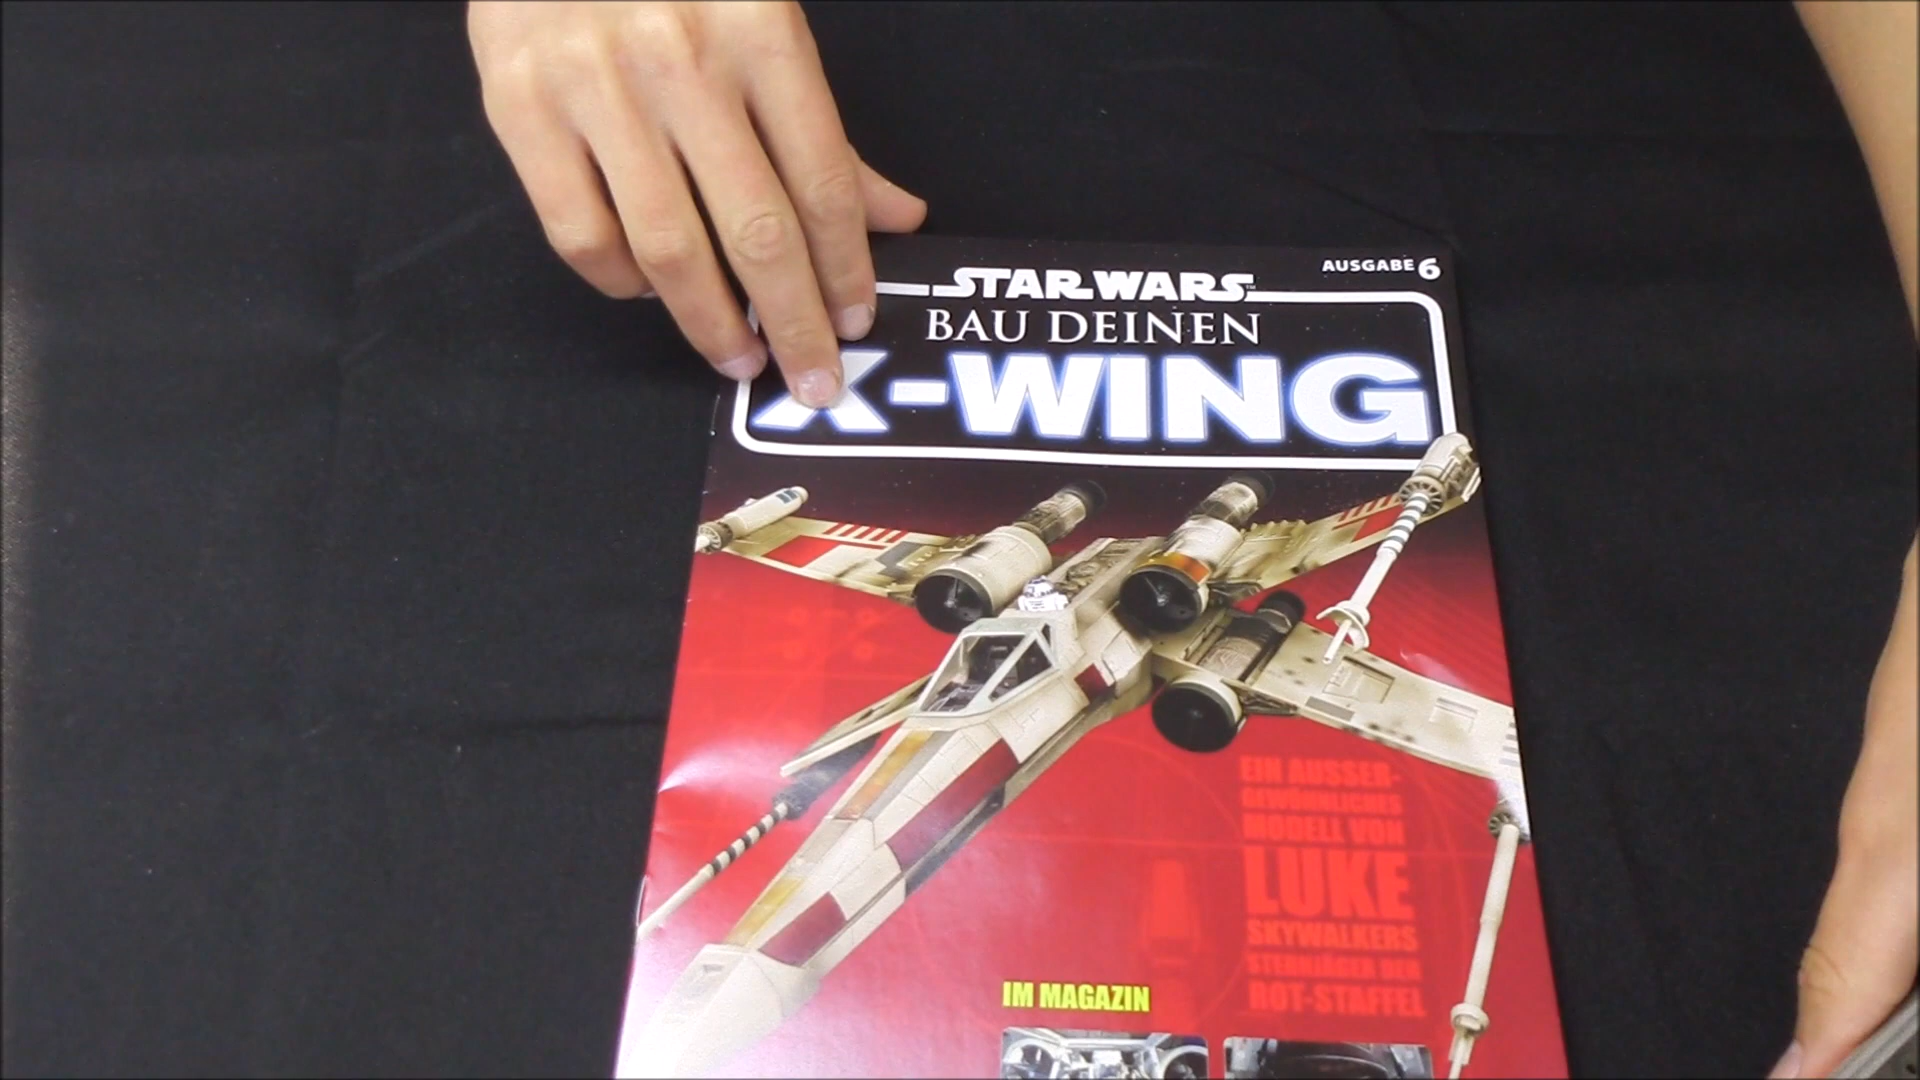 AUSGABE 6
STAR WARS™
BAU DEINEN
X-WING
EIN AUSSER-
GEWÖHNLICHES
MODELL VON
LUKE
SKYWALKERS
STERNJÄGER DER
ROT-STAFFEL
IM MAGAZIN